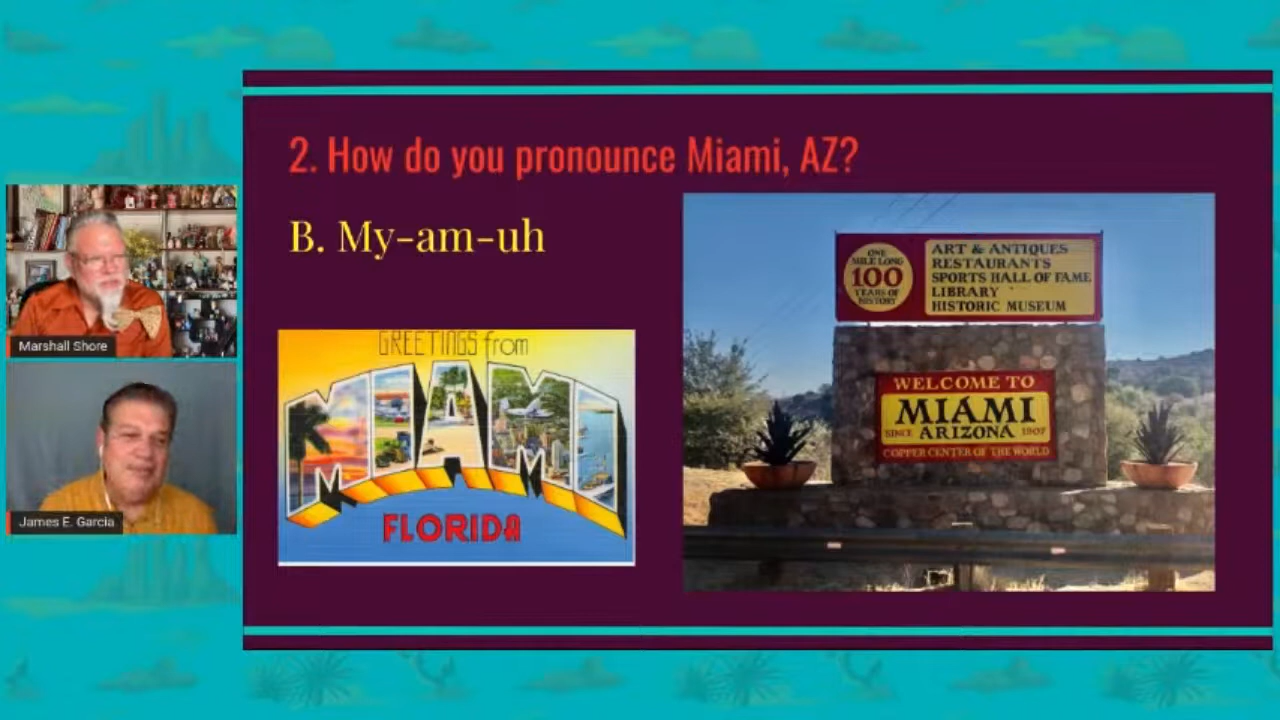 2. How do you pronounce Miami, AZ?
B. My-am-uh
Marshall Shore
James E. Garcia
GREETINGS from
MIAMI
FLORIDA
ONE
MILE LONG
100
YEARS OF
HISTORY
ART & ANTIQUES
RESTAURANTS
SPORTS HALL OF FAME
LIBRARY
HISTORIC MUSEUM
WELCOME TO
MIAMI
SINCE ARIZONA 1907
COPPER CENTER OF THE WORLD